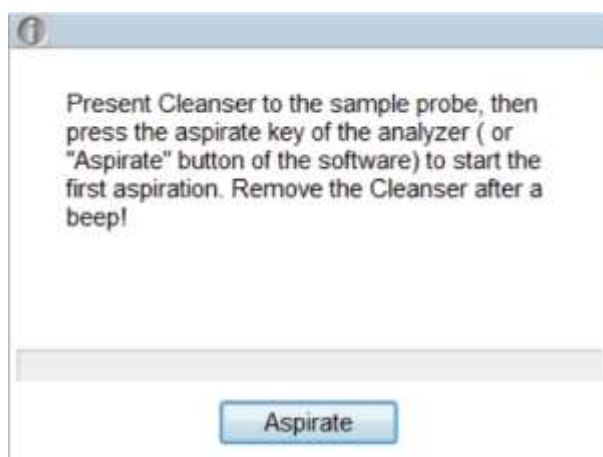 Present Cleanser to the sample probe, then
press the aspirate key of the analyzer ( or
"Aspirate" button of the software) to start the
first aspiration. Remove the Cleanser after a
beep!
Aspirate